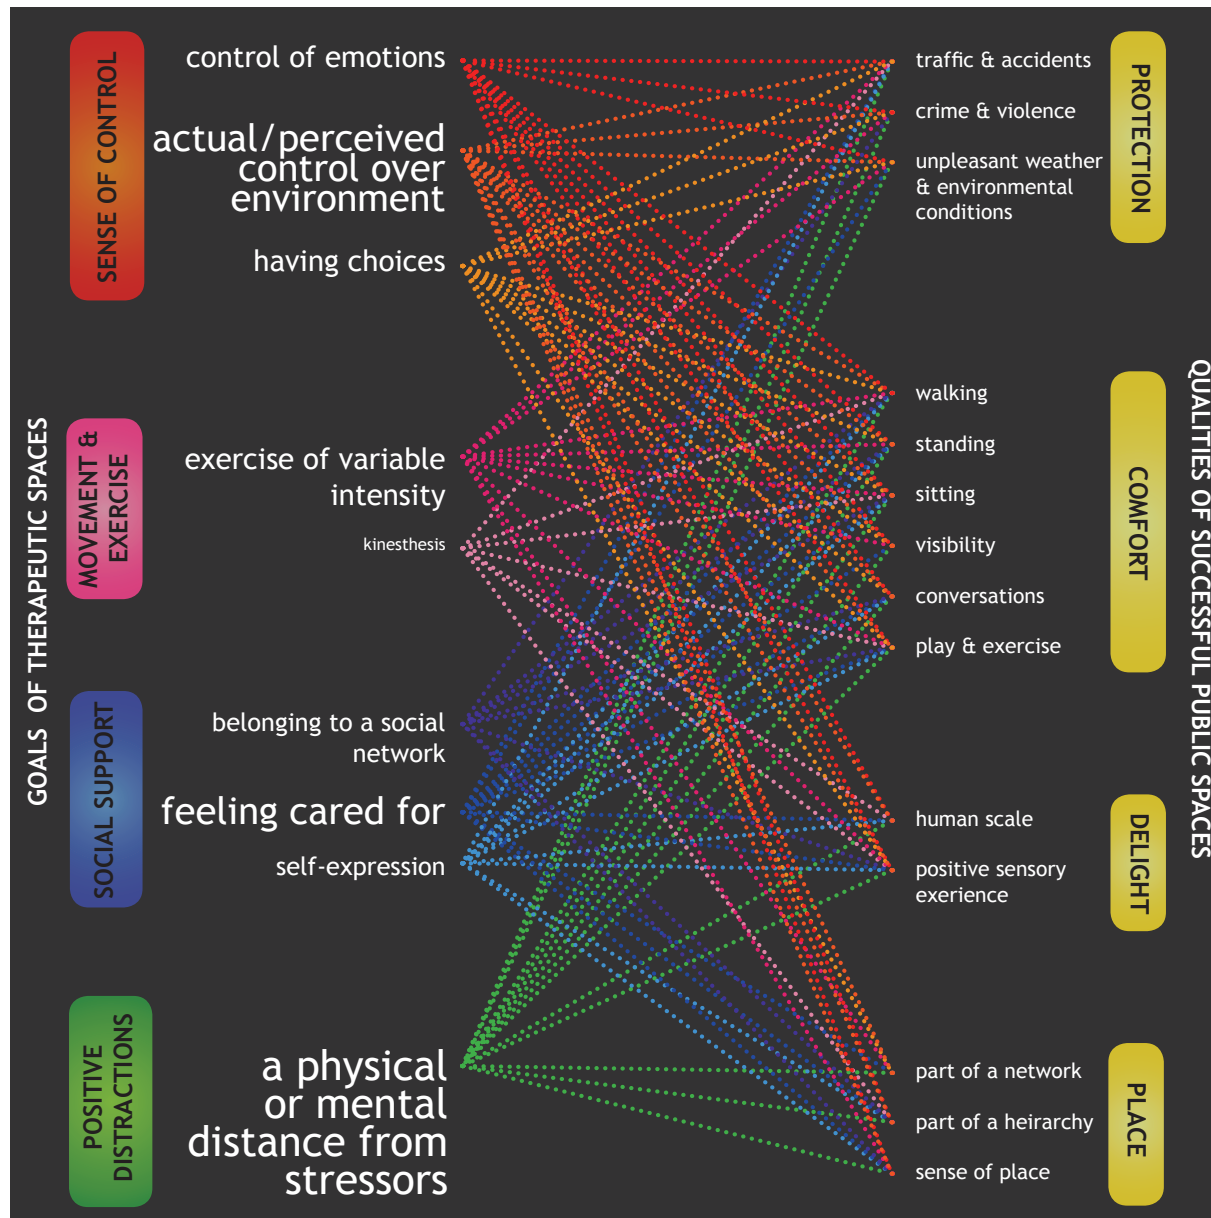 GOALS OF THERAPEUTIC SPACES
SENSE OF CONTROL
control of emotions
actual/perceived
control over
environment
having choices
MOVEMENT &
EXERCISE
exercise of variable
intensity
kinesthesis
SOCIAL SUPPORT
belonging to a social
network
feeling cared for
self-expression
POSITIVE
DISTRACTIONS
a physical
or mental
distance from
stressors
traffic & accidents
crime & violence
unpleasant weather
& environmental
conditions
PROTECTION
walking
standing
sitting
visibility
conversations
play & exercise
COMFORT
human scale
positive sensory
exerience
DELIGHT
part of a network
part of a heirarchy
sense of place
PLACE
QUALITIES OF SUCCESSFUL PUBLIC SPACES